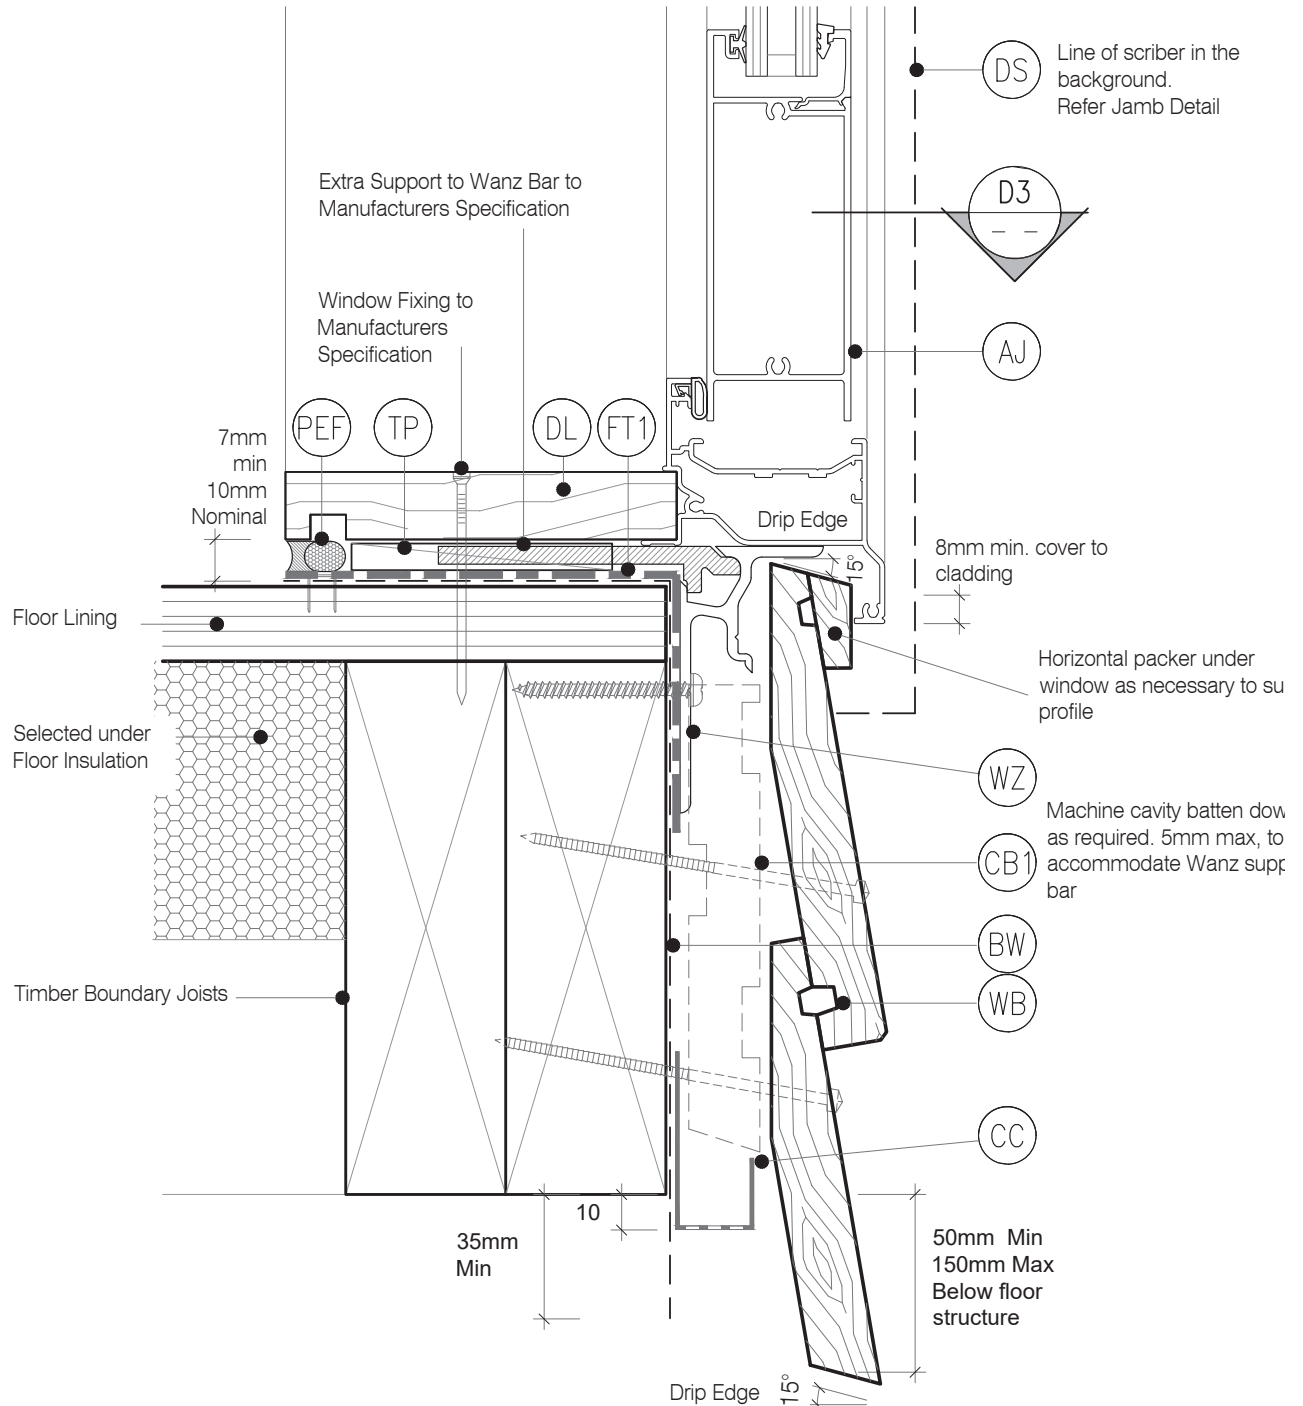 DS
Line of scriber in the
background.
Refer Jamb Detail
Extra Support to Wanz Bar to
Manufacturers Specification
D3
Window Fixing to
Manufacturers
Specification
AJ
PEF
TP
DL
FT1
7mm
min
10mm
Nominal
Drip Edge
15°
8mm min. cover to
cladding
Floor Lining
Horizontal packer under
window as necessary to su
profile
Selected under
Floor Insulation
WZ
Machine cavity batten dow
as required. 5mm max, to
accommodate Wanz supp
bar
CB1
BW
Timber Boundary Joists
WB
CC
10
35mm
Min
50mm Min
150mm Max
Below floor
structure
Drip Edge
15°